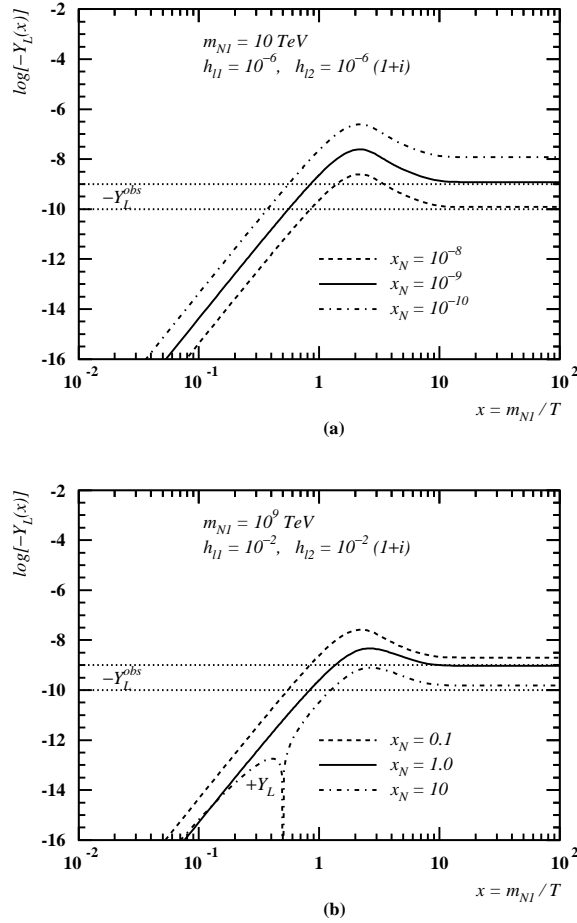 log[−Y_L(x)]
-2
-4
-6
-8
-10
-12
-14
-16
m_N1 = 10 TeV
h_l1 = 10^−6, h_l2 = 10^−6 (1+i)
−Y_L^obs
x_N = 10^−8
x_N = 10^−9
x_N = 10^−10
10^-2 10^-1 1 10 10^2
x = m_N1 / T
(a)
log[−Y_L(x)]
-2
-4
-6
-8
-10
-12
-14
-16
m_N1 = 10^9 TeV
h_l1 = 10^−2, h_l2 = 10^−2 (1+i)
−Y_L^obs
+Y_L
x_N = 0.1
x_N = 1.0
x_N = 10
10^-2 10^-1 1 10 10^2
x = m_N1 / T
(b)